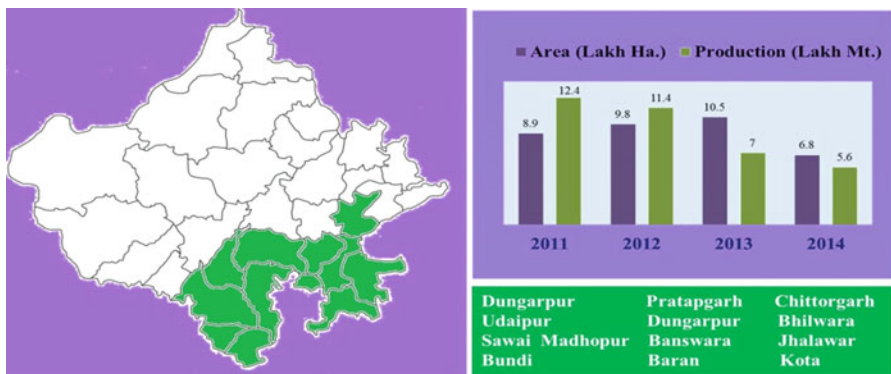 Area (Lakh Ha.) Production (Lakh Mt.)
8.9 12.4 9.8 11.4 10.5 7 6.8 5.6
2011 2012 2013 2014
Dungarpur Pratapgarh Chittorgarh
Udaipur Dungarpur Bhilwara
Sawai Madhopur Banswara Jhalawar
Bundi Baran Kota